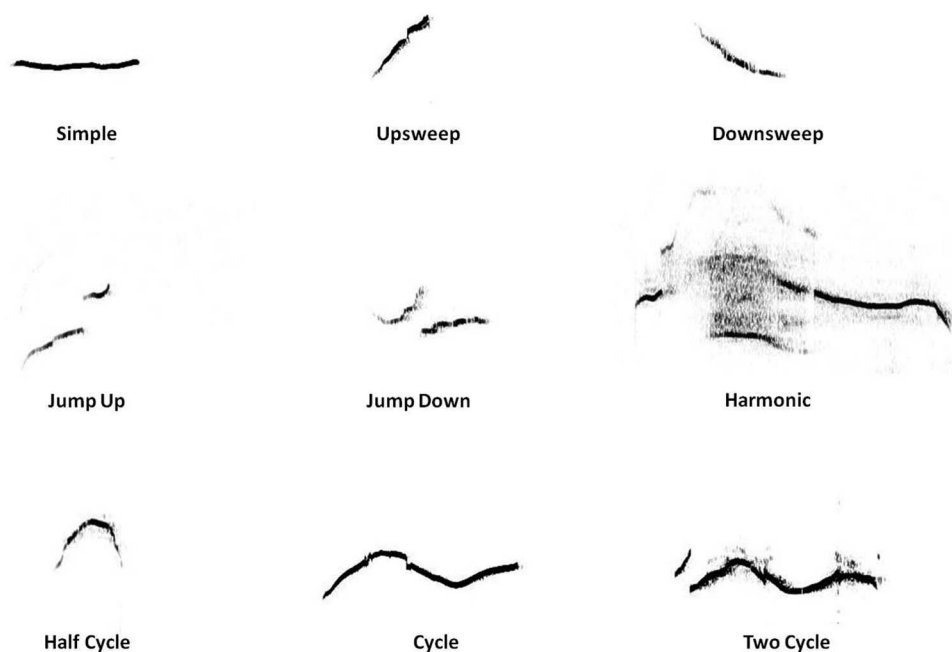 Simple
Upsweep
Downsweep
Jump Up
Jump Down
Harmonic
Half Cycle
Cycle
Two Cycle